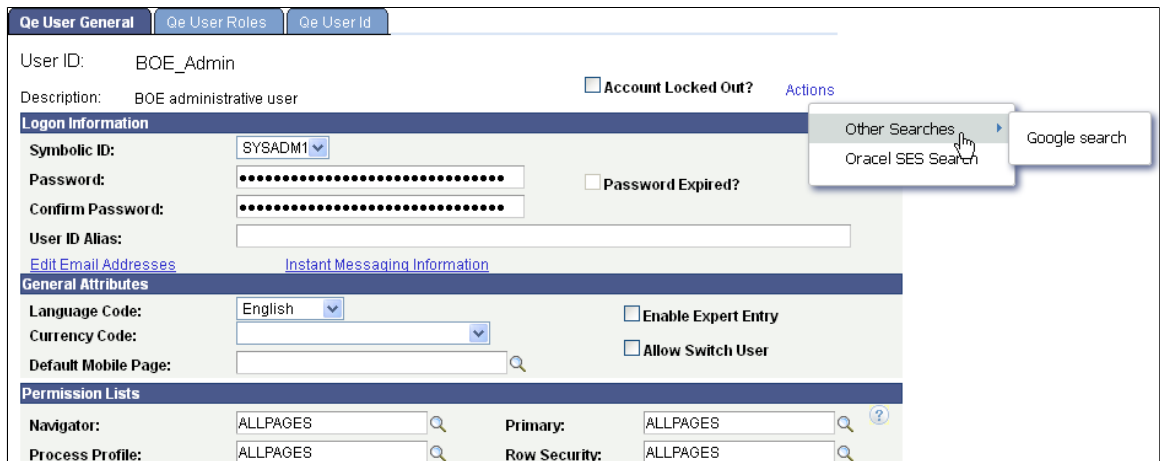 Qe User General Qe User Roles Qe User Id
User ID: BOE_Admin
Account Locked Out? Actions
Description: BOE administrative user
Logon Information
Other Searches Google search
Symbolic ID: SYSADM1
Oracel SES Search
Password: ••••••••••••••••••••••••••••••• Password Expired?
Confirm Password: •••••••••••••••••••••••••••••••
User ID Alias:
Edit Email Addresses Instant Messaging Information
General Attributes
Language Code: English Enable Expert Entry
Currency Code:
Allow Switch User
Default Mobile Page:
Permission Lists
?
Navigator: ALLPAGES Primary: ALLPAGES
Process Profile: ALLPAGES Row Security: ALLPAGES